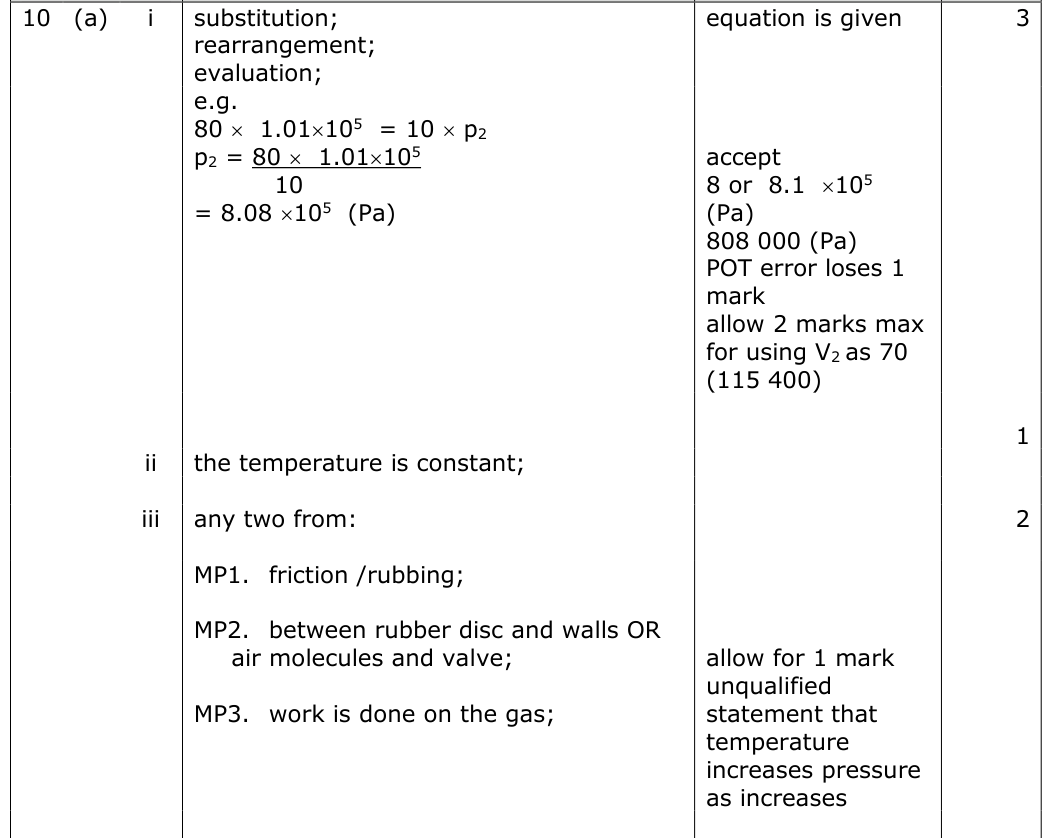 10 (a) i substitution; equation is given 3
rearrangement;
evaluation;
e.g.
80 × 1.01×10⁵ = 10 × p₂
p₂ = 80 × 1.01×10⁵ accept
10 8 or 8.1 ×10⁵
= 8.08 ×10⁵ (Pa) (Pa)
808 000 (Pa)
POT error loses 1
mark
allow 2 marks max
for using V₂ as 70
(115 400)
1
ii the temperature is constant;
iii any two from: 2
MP1. friction /rubbing;
MP2. between rubber disc and walls OR
air molecules and valve; allow for 1 mark
unqualified
MP3. work is done on the gas; statement that
temperature
increases pressure
as increases